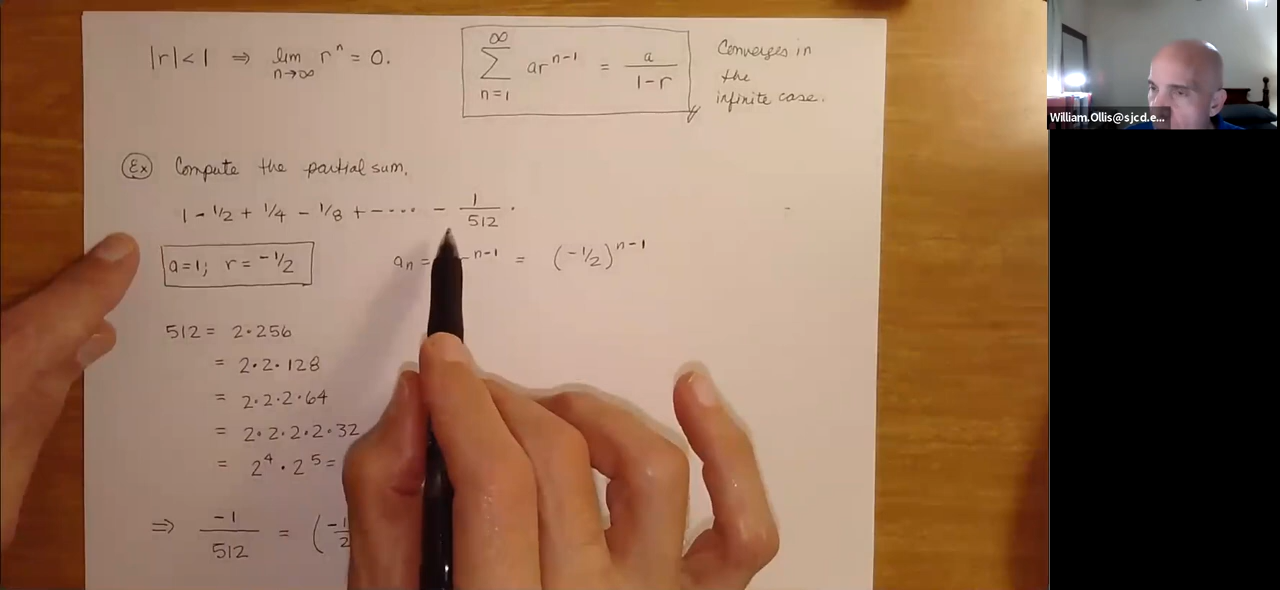 |r| < 1 ⇒ lim n→∞ r^n = 0.
∞ ∑ n=1 ar^{n-1} = a/(1-r)
Converges in
the
infinite case.
Ex Compute the partial sum.
1 - 1/2 + 1/4 - 1/8 + - ··· - 1/512 .
a=1; r = -1/2
a_n = r^{n-1} = (-1/2)^{n-1}
512 = 2·256
= 2·2·128
= 2·2·2·64
= 2·2·2·2·32
= 2^4 · 2^5 =
⇒ -1/512 = (-1/2
William.Ollis@sjcd.e...